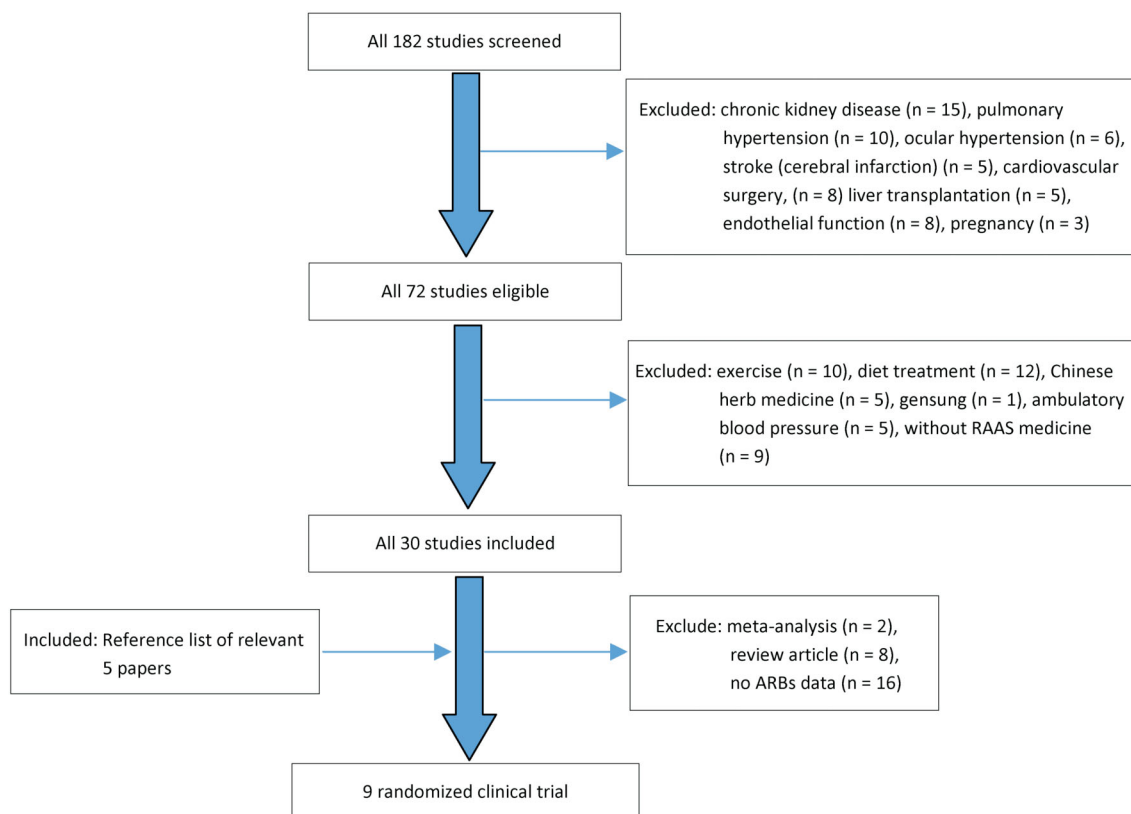 All 182 studies screened
Excluded: chronic kidney disease (n = 15), pulmonary
hypertension (n = 10), ocular hypertension (n = 6),
stroke (cerebral infarction) (n = 5), cardiovascular
surgery, (n = 8) liver transplantation (n = 5),
endothelial function (n = 8), pregnancy (n = 3)
All 72 studies eligible
Excluded: exercise (n = 10), diet treatment (n = 12), Chinese
herb medicine (n = 5), gensung (n = 1), ambulatory
blood pressure (n = 5), without RAAS medicine
(n = 9)
All 30 studies included
Included: Reference list of relevant
5 papers
Exclude: meta-analysis (n = 2),
review article (n = 8),
no ARBs data (n = 16)
9 randomized clinical trial